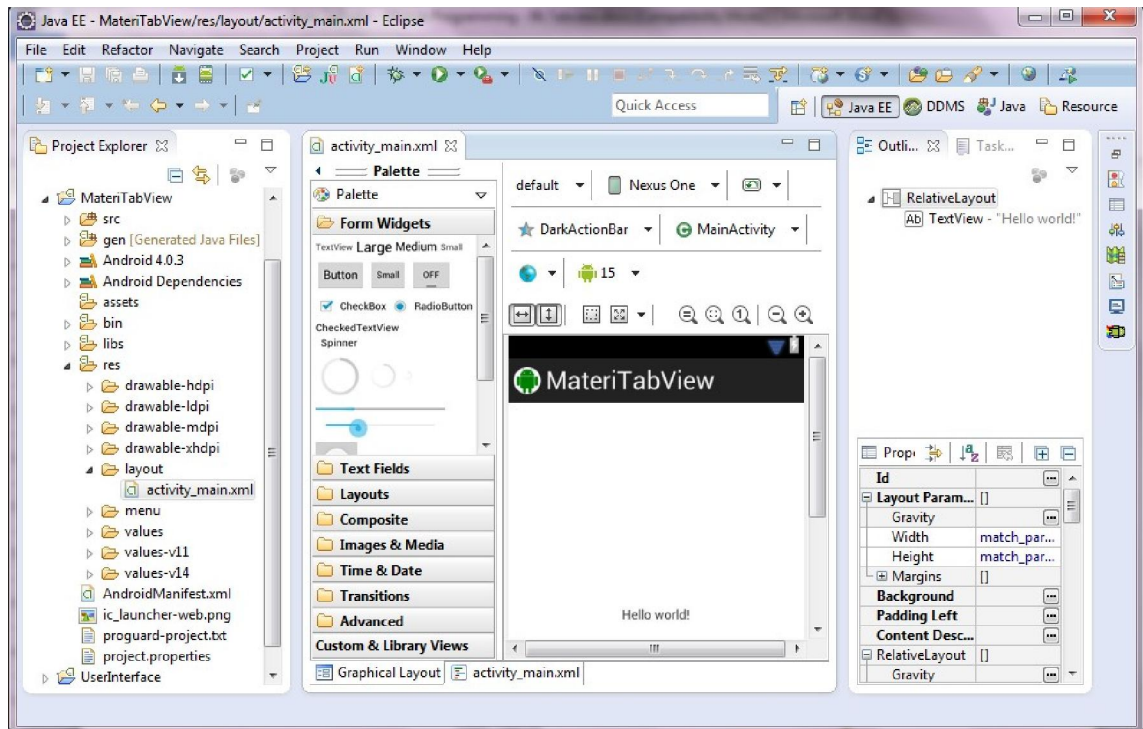 Java EE - MateriTabView/res/layout/activity_main.xml - Eclipse
File Edit Refactor Navigate Search Project Run Window Help
Quick Access
Java EE DDMS Java Resource
Project Explorer
MateriTabView
src
gen [Generated Java Files]
Android 4.0.3
Android Dependencies
assets
bin
libs
res
drawable-hdpi
drawable-ldpi
drawable-mdpi
drawable-xhdpi
layout
activity_main.xml
menu
values
values-v11
values-v14
AndroidManifest.xml
ic_launcher-web.png
proguard-project.txt
project.properties
UserInterface
activity_main.xml
Palette
Palette
Form Widgets
TextView Large Medium Small
Button Small OFF
CheckBox RadioButton
CheckedTextView
Spinner
Text Fields
Layouts
Composite
Images & Media
Time & Date
Transitions
Advanced
Custom & Library Views
Graphical Layout activity_main.xml
default Nexus One
DarkActionBar MainActivity
15
MateriTabView
Hello world!
Outli... Task...
RelativeLayout
Ab TextView - "Hello world!"
Prop
Id
Layout Param... []
Gravity
Width match_par...
Height match_par...
Margins []
Background
Padding Left
Content Desc...
RelativeLayout []
Gravity